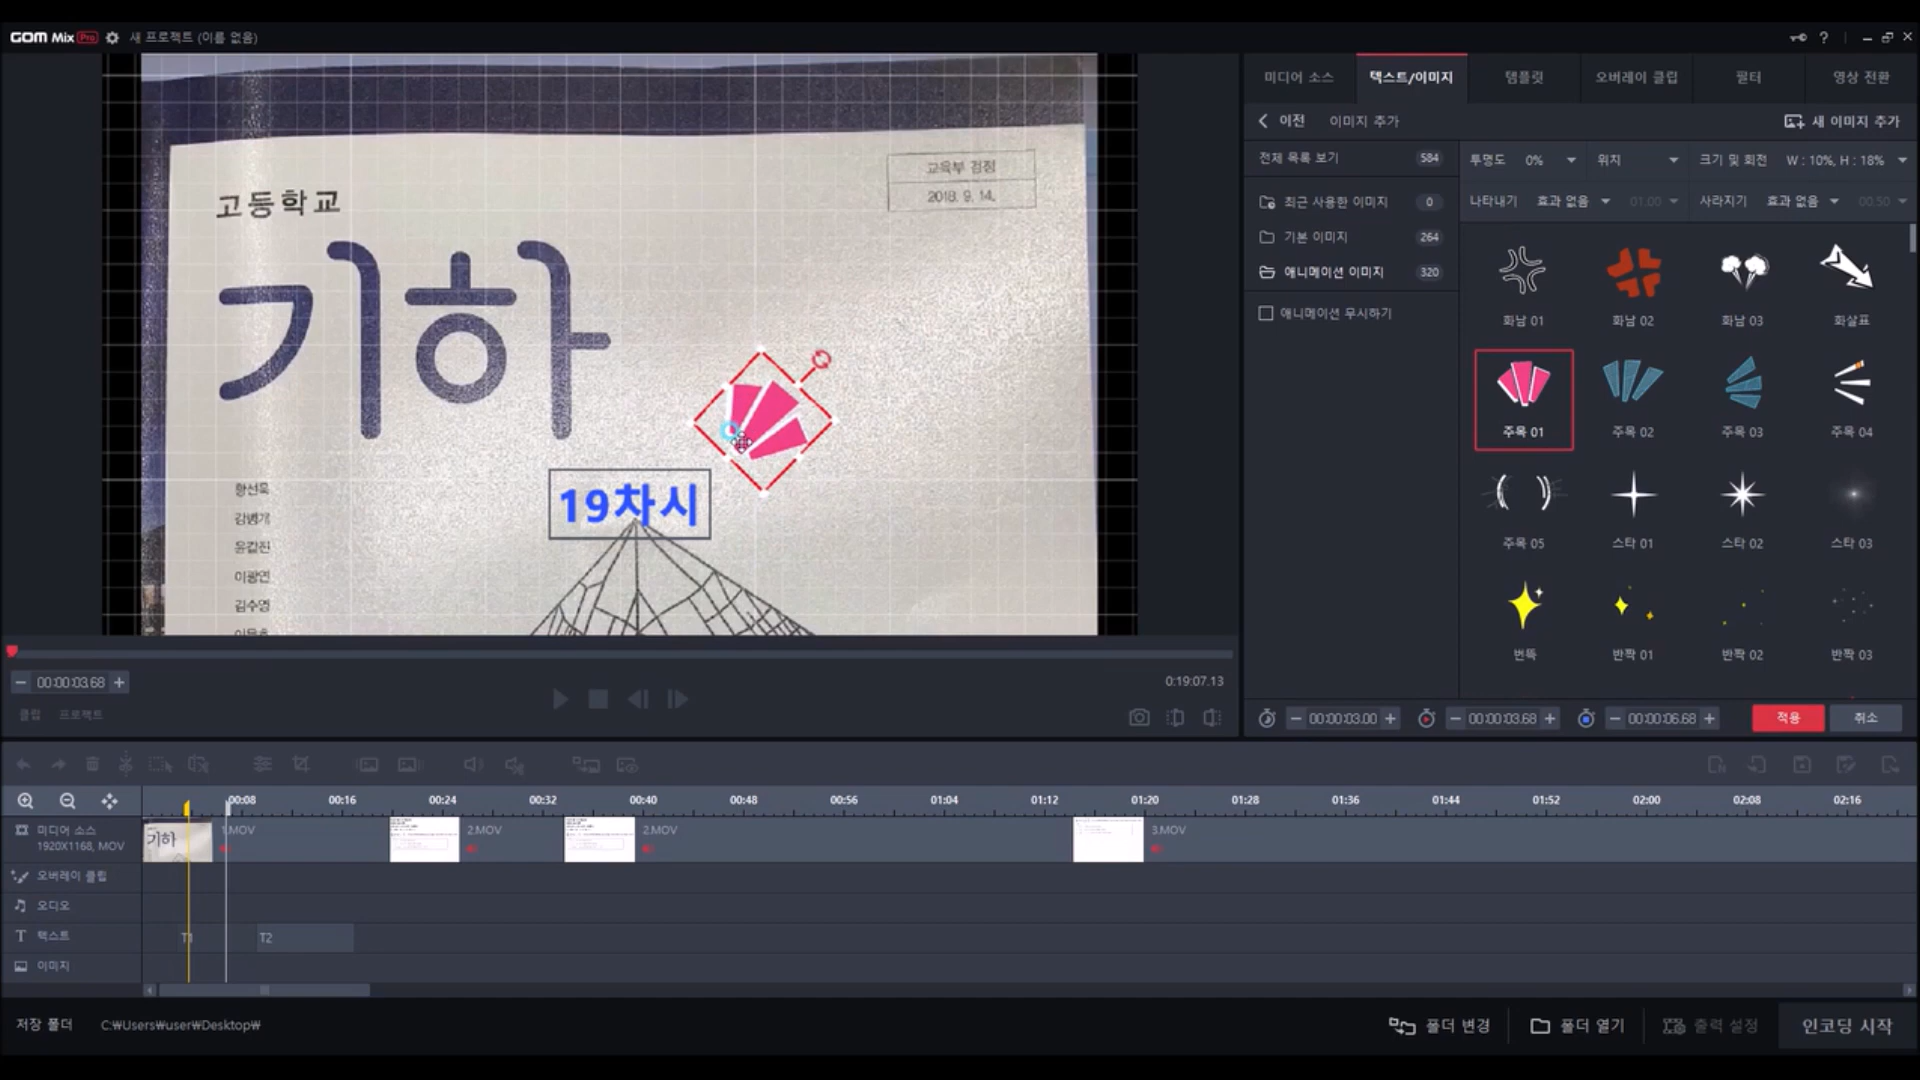 GOM Mix Pro 새 프로젝트 (이름 없음)
고등학교
교육부 검정
2018. 9. 14.
기하
황선욱
강병개
윤갑진
이광연
김수영
19차시
00:00:03.68
0:19:07.13
클립 프로젝트
미디어 소스 텍스트/이미지 템플릿 오버레이 클립 필터 영상 전환
이전 이미지 추가 새 이미지 추가
전체 목록 보기 584
최근 사용한 이미지 0
기본 이미지 264
애니메이션 이미지 320
애니메이션 무시하기
투명도 0% 위치 크기 및 회전 W : 10%, H : 18%
나타내기 효과 없음 01.00 사라지기 효과 없음 00.50
화남 01 화남 02 화남 03 화살표
주목 01 주목 02 주목 03 주목 04
주목 05 스타 01 스타 02 스타 03
번뜩 반짝 01 반짝 02 반짝 03
00:00:03.00 00:00:03.68 00:00:06.68 적용 취소
00:08 00:16 00:24 00:32 00:40 00:48 00:56 01:04 01:12 01:20 01:28 01:36 01:44 01:52 02:00 02:08 02:16
미디어 소스
1920X1168, MOV
기하
1.MOV 2.MOV 2.MOV 3.MOV
오버레이 클립
오디오
텍스트 T1 T2
이미지
저장 폴더 C:₩Users₩user₩Desktop₩ 폴더 변경 폴더 열기 출력 설정 인코딩 시작